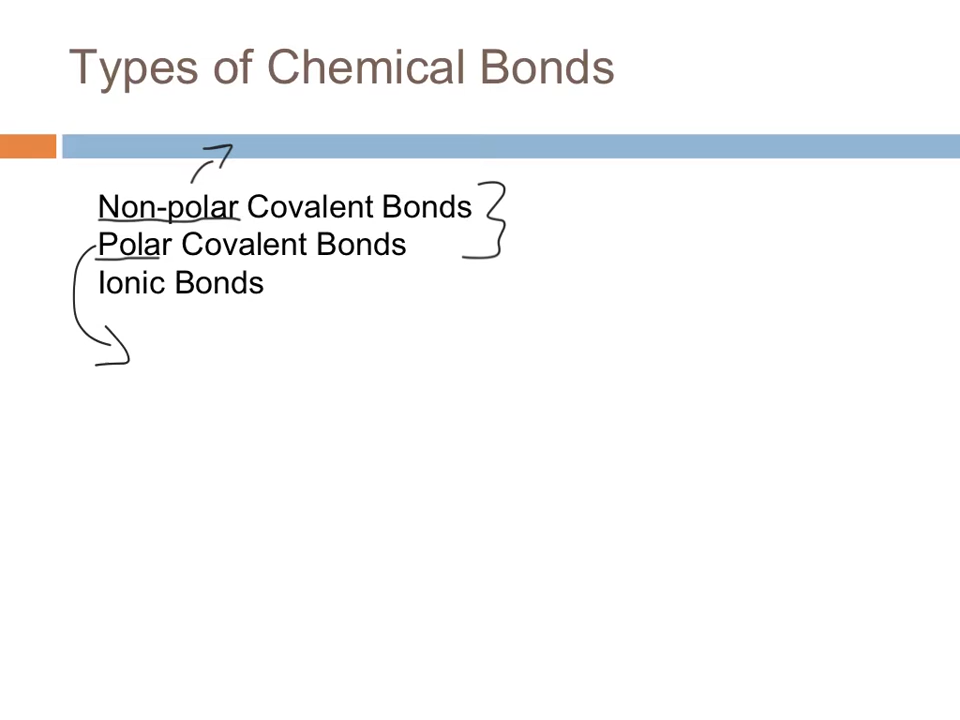 Types of Chemical Bonds
Non-polar Covalent Bonds
Polar Covalent Bonds
Ionic Bonds